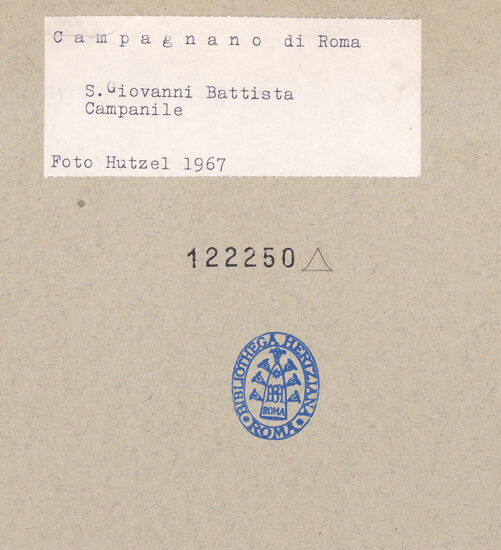 Campagnano di Roma
S. Giovanni Battista
Campanile
Foto Hutzel 1967
122250
BIBLIOTHECA HERTZIANA
ROMA
ROMA